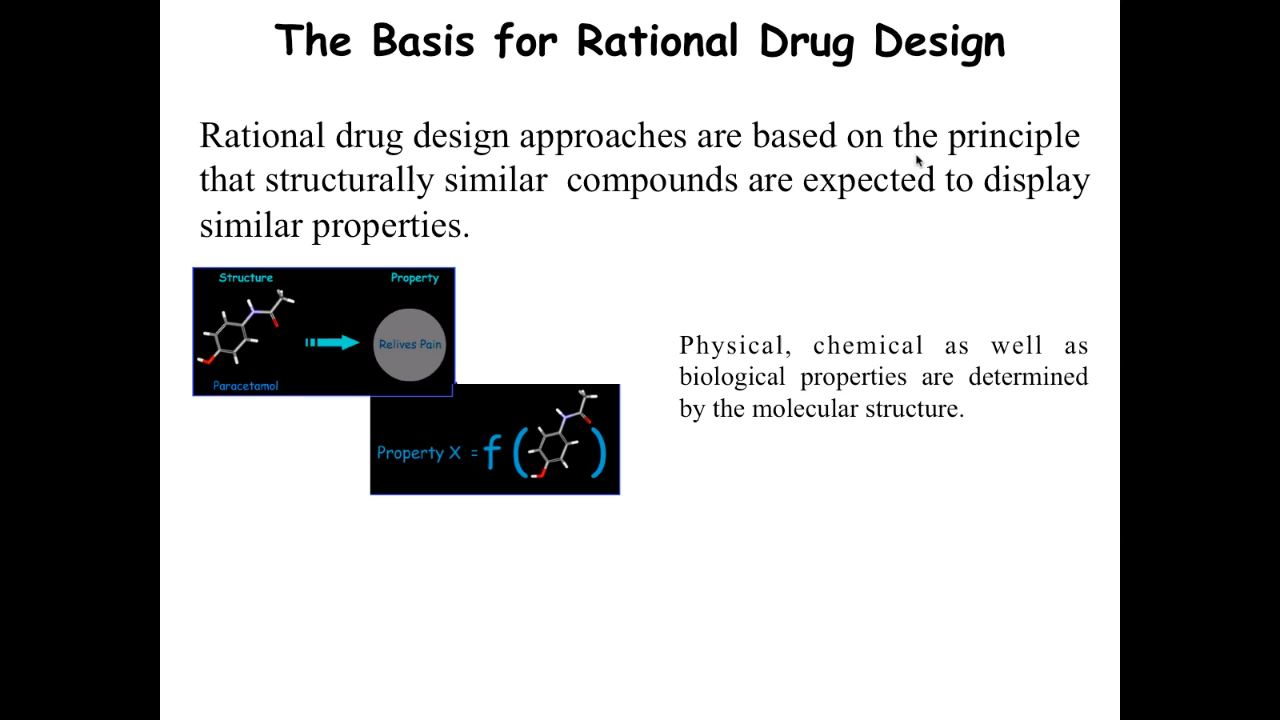 The Basis for Rational Drug Design
Rational drug design approaches are based on the principle
that structurally similar compounds are expected to display
similar properties.
Structure
Property
Relives Pain
Paracetamol
Property X = f ( )
Physical, chemical as well as
biological properties are determined
by the molecular structure.